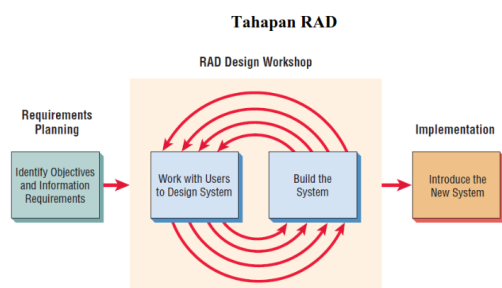 Tahapan RAD
RAD Design Workshop
Requirements
Planning
Identify Objectives
and Information
Requirements
Work with Users
to Design System
Build the
System
Implementation
Introduce the
New System